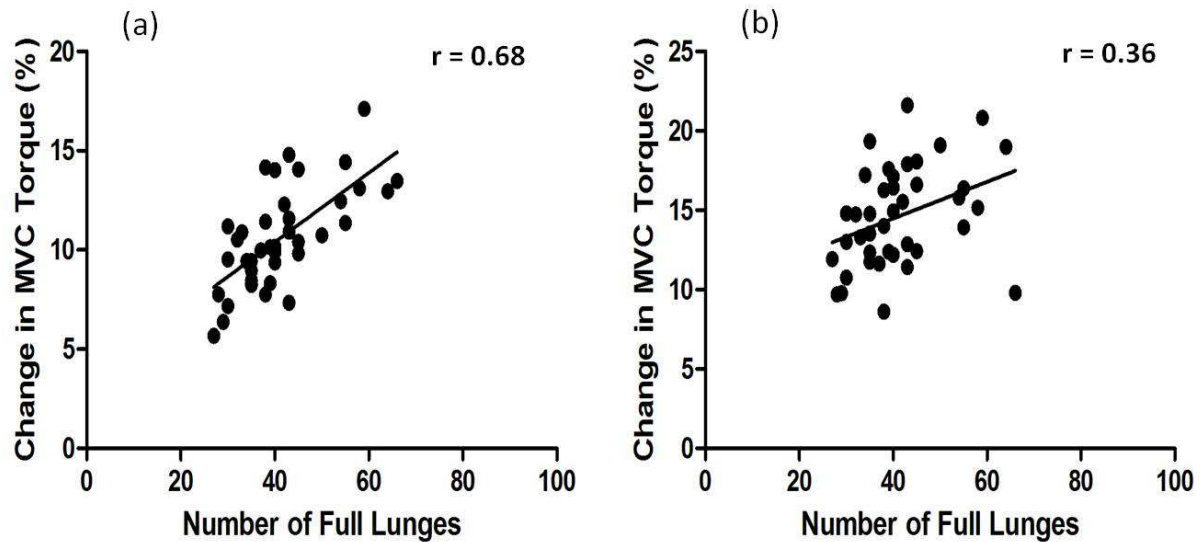 (a)
r = 0.68
Change in MVC Torque (%)
20
15
10
5
0
0 20 40 60 80 100
Number of Full Lunges
(b)
r = 0.36
Change in MVC Torque (%)
25
20
15
10
5
0
0 20 40 60 80 100
Number of Full Lunges